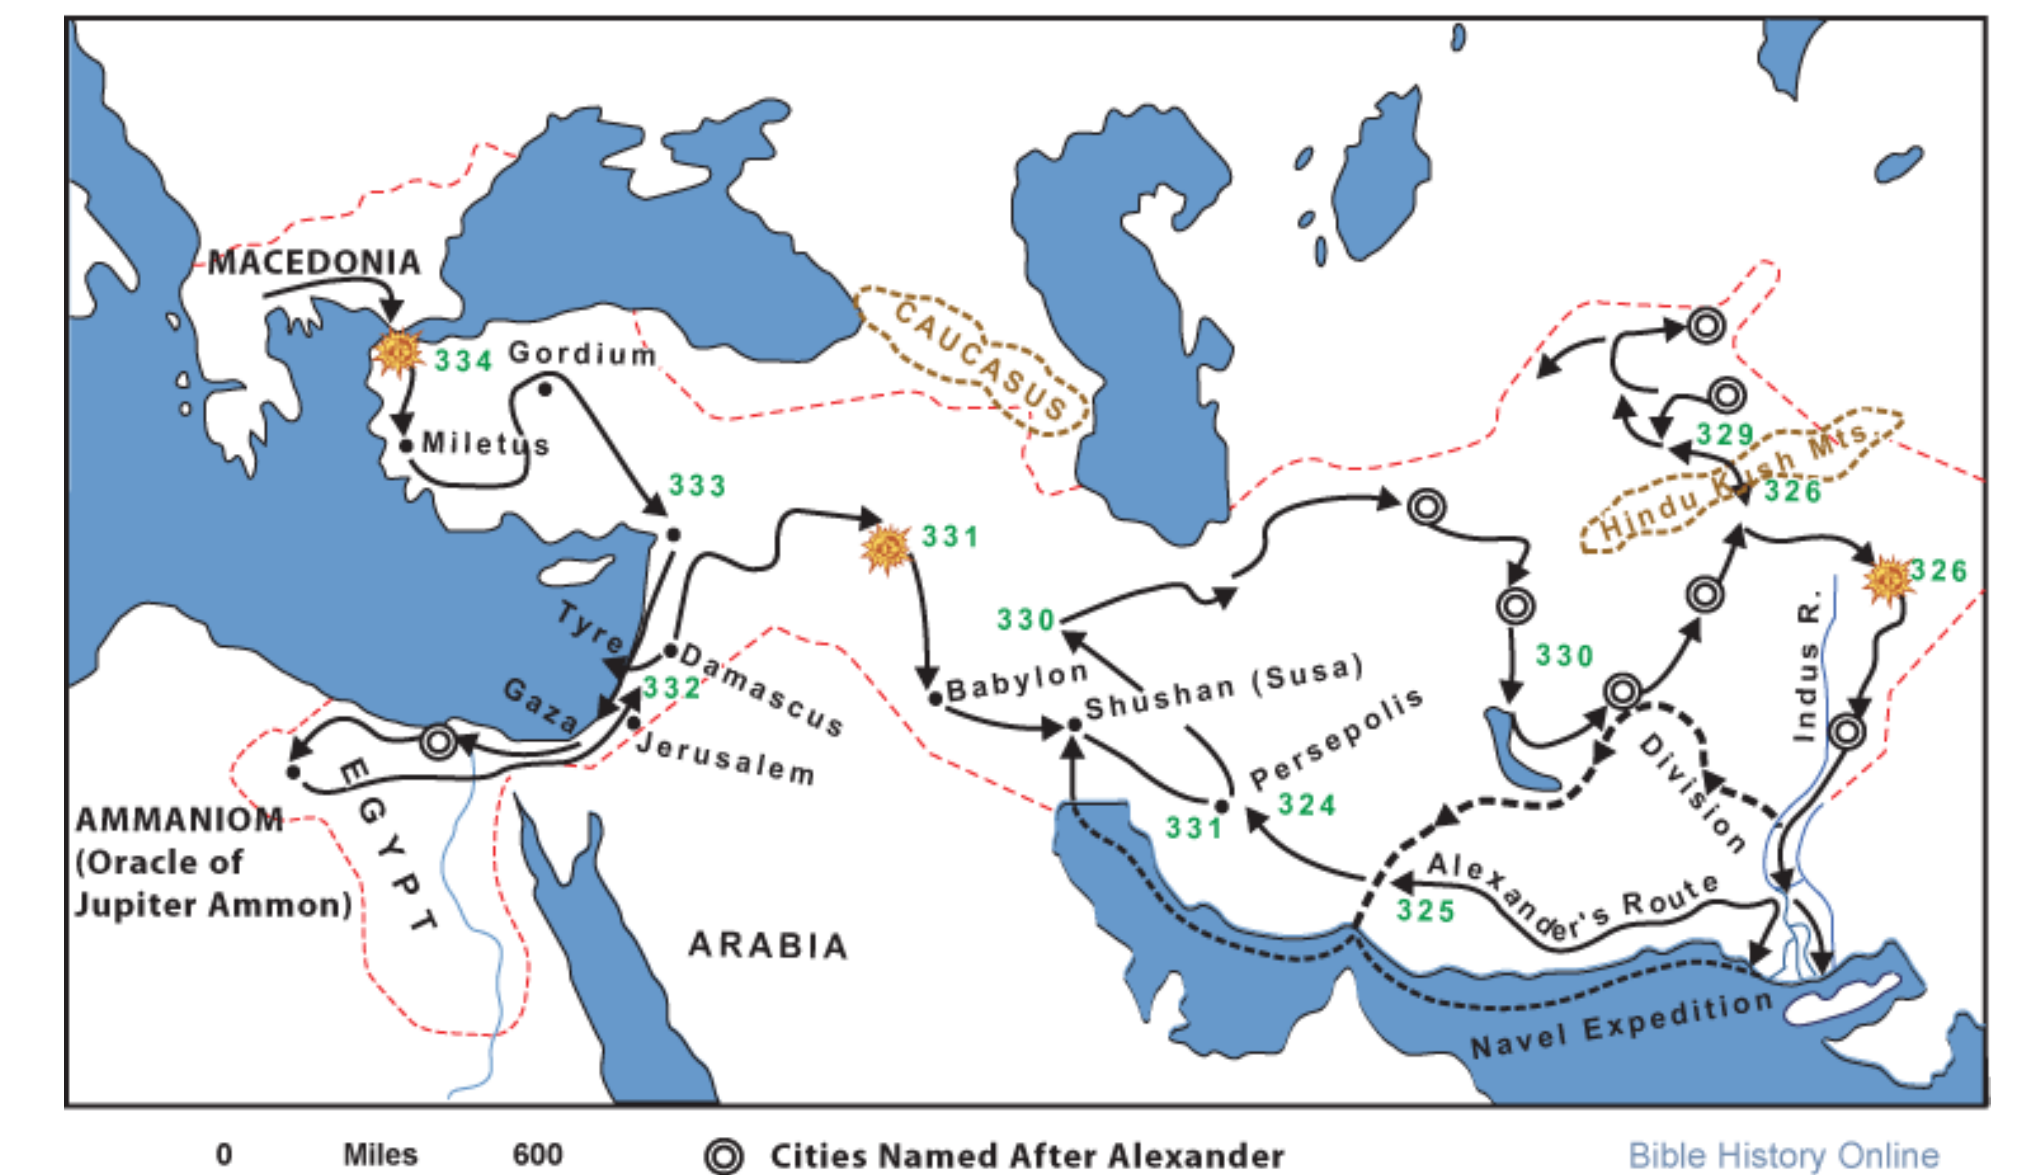 MACEDONIA
334
Gordium
CAUCASUS
Miletus
333
329
Hindu Kush Mts.
326
331
326
Tyre
330
Damascus
332
330
Gaza
Babylon
Shushan (Susa)
Indus R.
Jerusalem
Persepolis
Division
EGYPT
324
331
AMMANIOM
(Oracle of
Jupiter Ammon)
Alexander's Route
325
ARABIA
Navel Expedition
0 Miles 600
Cities Named After Alexander
Bible History Online